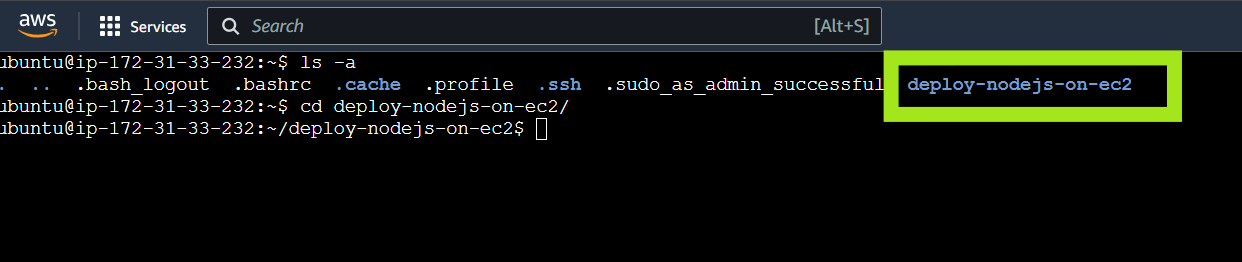 aws Services Search [Alt+S]
ubuntu@ip-172-31-33-232:~$ ls -a
. .. .bash_logout .bashrc .cache .profile .ssh .sudo_as_admin_successful deploy-nodejs-on-ec2
ubuntu@ip-172-31-33-232:~$ cd deploy-nodejs-on-ec2/
ubuntu@ip-172-31-33-232:~/deploy-nodejs-on-ec2$